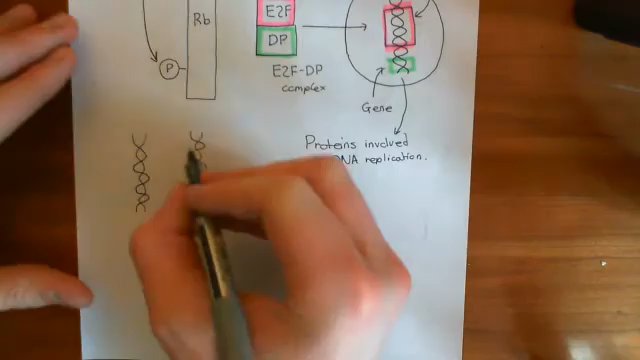 Rb
E2F
DP
P
E2F-DP
complex
Gene
Proteins involved
DNA replication.